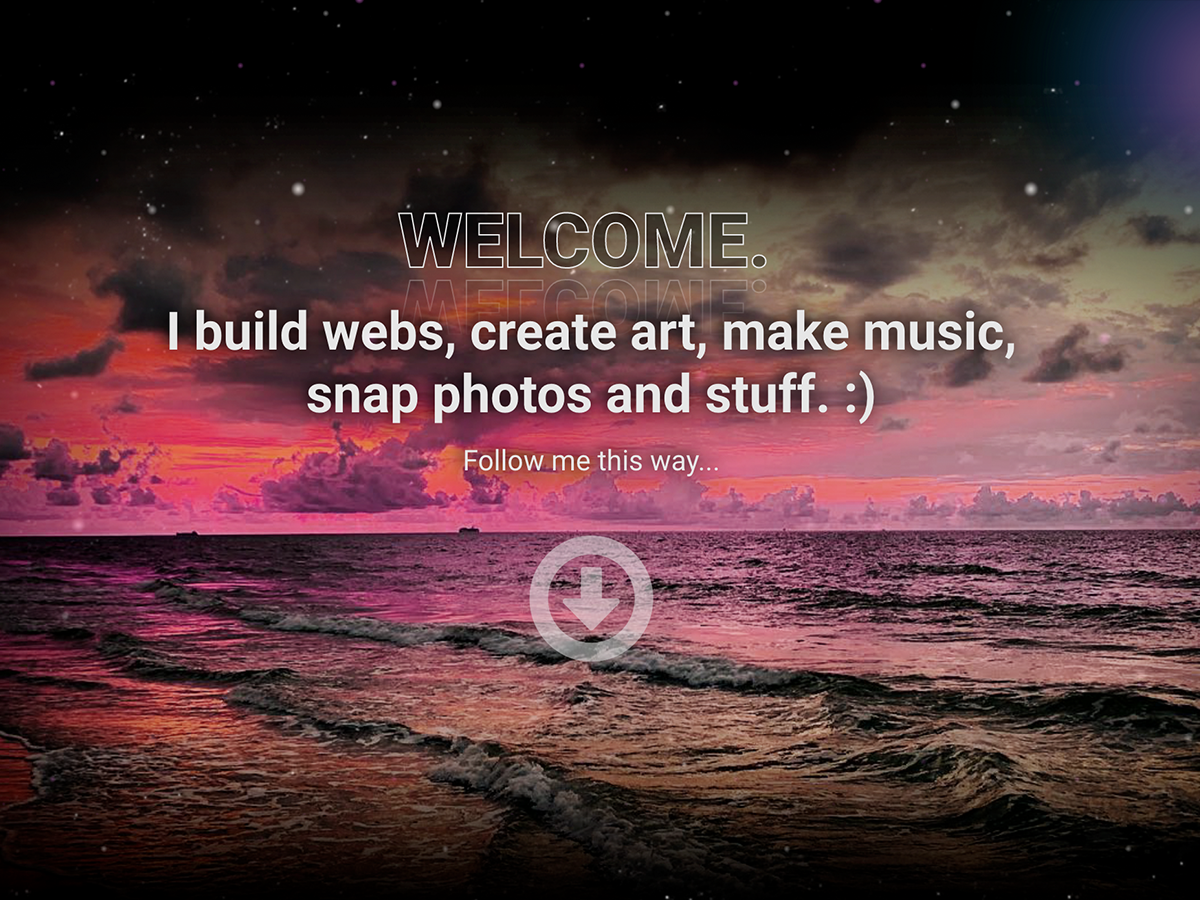 WELCOME.
I build webs, create art, make music,
snap photos and stuff. :)
Follow me this way...